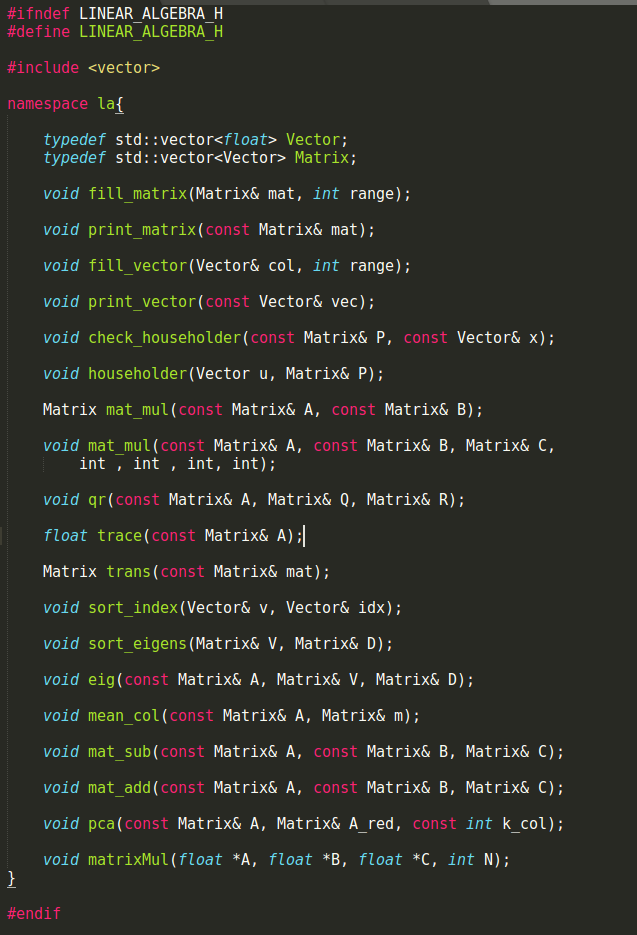 #ifndef LINEAR_ALGEBRA_H
#define LINEAR_ALGEBRA_H
#include <vector>
namespace la{
typedef std::vector<float> Vector;
typedef std::vector<Vector> Matrix;
void fill_matrix(Matrix& mat, int range);
void print_matrix(const Matrix& mat);
void fill_vector(Vector& col, int range);
void print_vector(const Vector& vec);
void check_householder(const Matrix& P, const Vector& x);
void householder(Vector u, Matrix& P);
Matrix mat_mul(const Matrix& A, const Matrix& B);
void mat_mul(const Matrix& A, const Matrix& B, Matrix& C,
int , int , int, int);
void qr(const Matrix& A, Matrix& Q, Matrix& R);
float trace(const Matrix& A);
Matrix trans(const Matrix& mat);
void sort_index(Vector& v, Vector& idx);
void sort_eigens(Matrix& V, Matrix& D);
void eig(const Matrix& A, Matrix& V, Matrix& D);
void mean_col(const Matrix& A, Matrix& m);
void mat_sub(const Matrix& A, const Matrix& B, Matrix& C);
void mat_add(const Matrix& A, const Matrix& B, Matrix& C);
void pca(const Matrix& A, Matrix& A_red, const int k_col);
void matrixMul(float *A, float *B, float *C, int N);
}
#endif